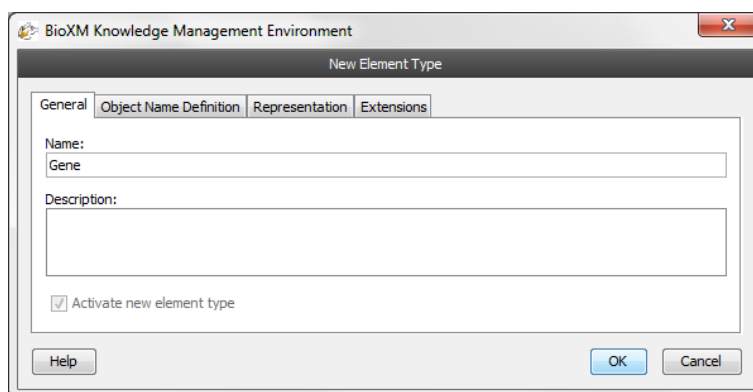 BioXM Knowledge Management Environment
New Element Type
General Object Name Definition Representation Extensions
Name:
Gene
Description:
Activate new element type
Help OK Cancel